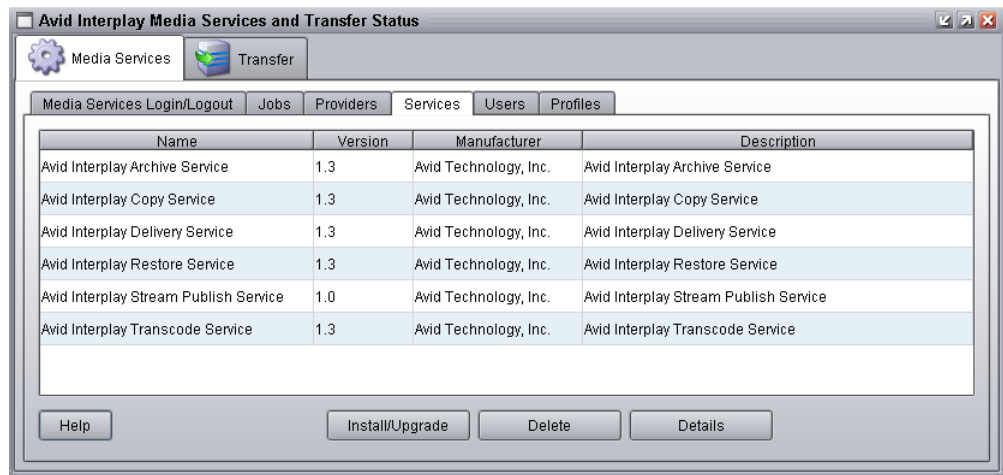 Avid Interplay Media Services and Transfer Status
Media Services Transfer
Media Services Login/Logout Jobs Providers Services Users Profiles
Name Version Manufacturer Description
Avid Interplay Archive Service 1.3 Avid Technology, Inc. Avid Interplay Archive Service
Avid Interplay Copy Service 1.3 Avid Technology, Inc. Avid Interplay Copy Service
Avid Interplay Delivery Service 1.3 Avid Technology, Inc. Avid Interplay Delivery Service
Avid Interplay Restore Service 1.3 Avid Technology, Inc. Avid Interplay Restore Service
Avid Interplay Stream Publish Service 1.0 Avid Technology, Inc. Avid Interplay Stream Publish Service
Avid Interplay Transcode Service 1.3 Avid Technology, Inc. Avid Interplay Transcode Service
Help Install/Upgrade Delete Details